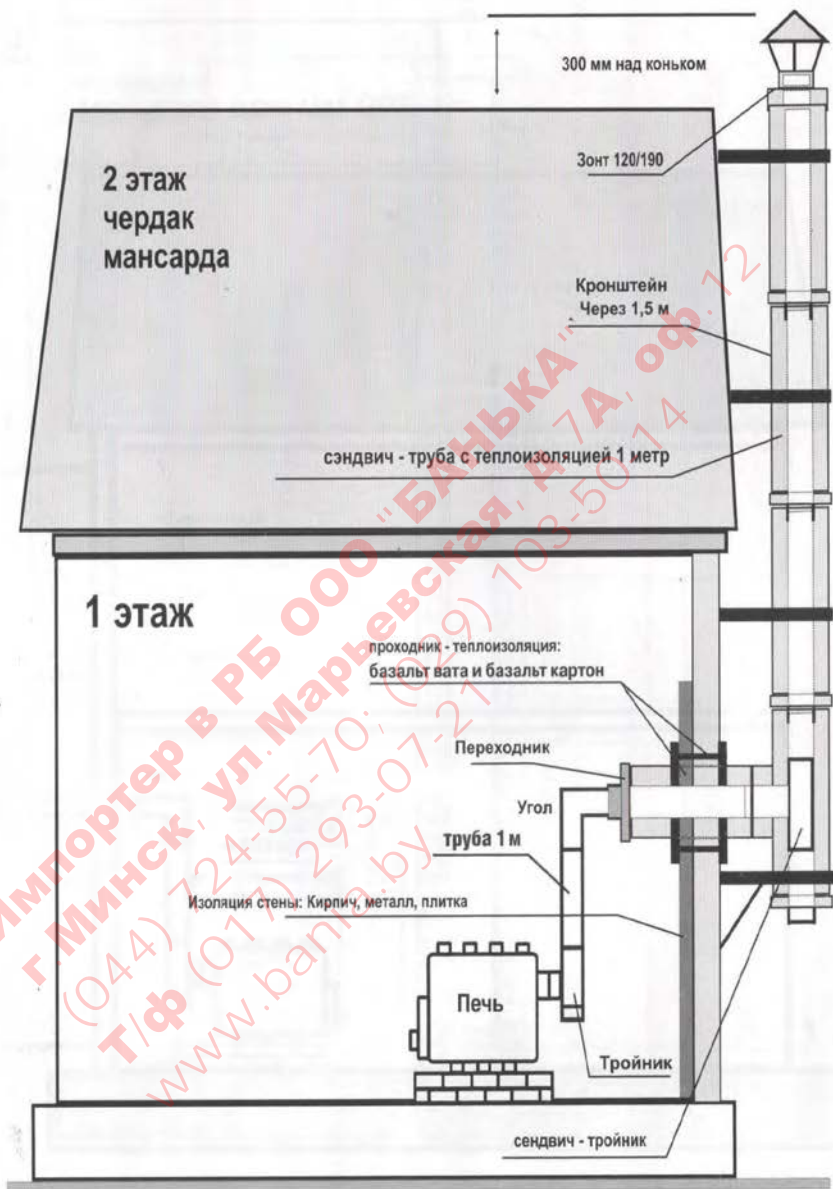 300 мм над коньком
Зонт 120/190
2 этаж
чердак
мансарда
Кронштейн
Через 1,5 м
сэндвич - труба с теплоизоляцией 1 метр
1 этаж
проходник - теплоизоляция:
базальт вата и базальт картон
Переходник
Угол
труба 1 м
Изоляция стены: Кирпич, металл, плитка
Печь
Тройник
сендвич - тройник
Импортер в РБ ООО "БАНЬКА"
г.Минск, ул.Марьевская, д.7А, оф.12
(044) 724-55-70; (029) 103-50-14
Т/ф (017) 293-07-21
www.bania.by